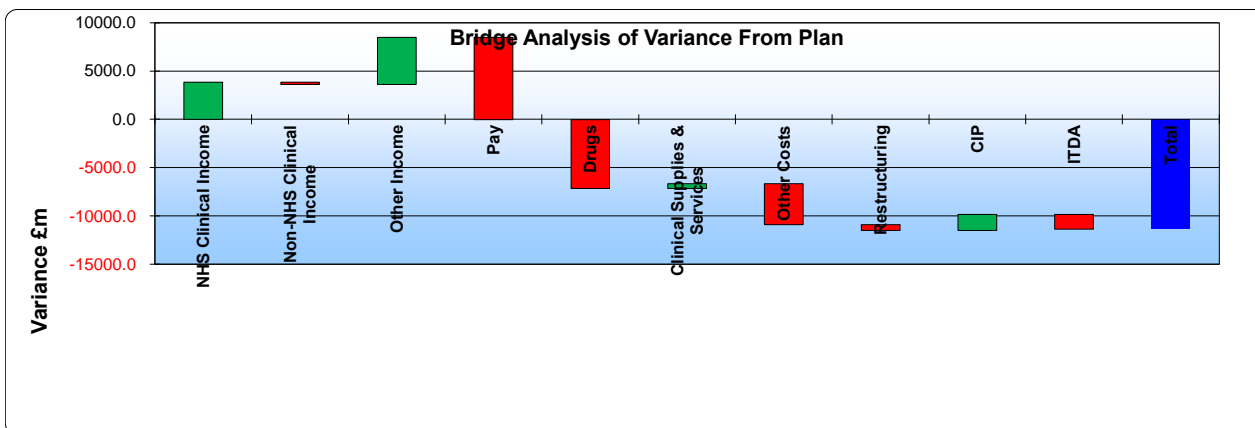 Bridge Analysis of Variance From Plan
10000.0
5000.0
0.0
-5000.0
-10000.0
-15000.0
Variance £m
NHS Clinical Income
Non-NHS Clinical
Income
Other Income
Pay
Drugs
Clinical Supplies &
Services
Other Costs
Restructuring
CIP
ITDA
Total